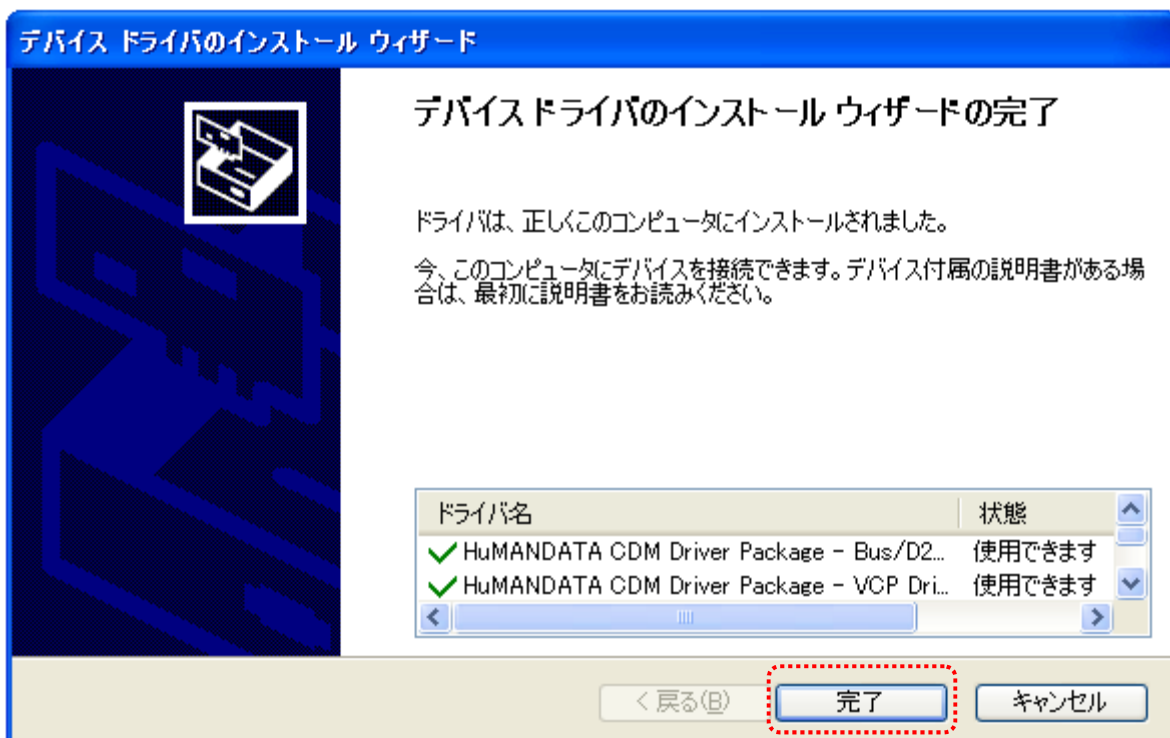 デバイス ドライバのインストール ウィザード
デバイス ドライバのインストール ウィザードの完了
ドライバは、正しくこのコンピュータにインストールされました。
今、このコンピュータにデバイスを接続できます。デバイス付属の説明書がある場
合は、最初に説明書をお読みください。
ドライバ名 状態
HuMANDATA CDM Driver Package - Bus/D2... 使用できます
HuMANDATA CDM Driver Package - VCP Dri... 使用できます
< 戻る(B) 完了 キャンセル